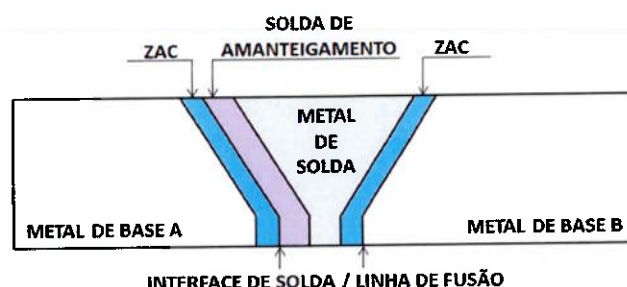 SOLDA DE
ZAC
AMANTEIGAMENTO
ZAC
METAL
DE
SOLDA
METAL DE BASE A
METAL DE BASE B
INTERFACE DE SOLDA / LINHA DE FUSÃO